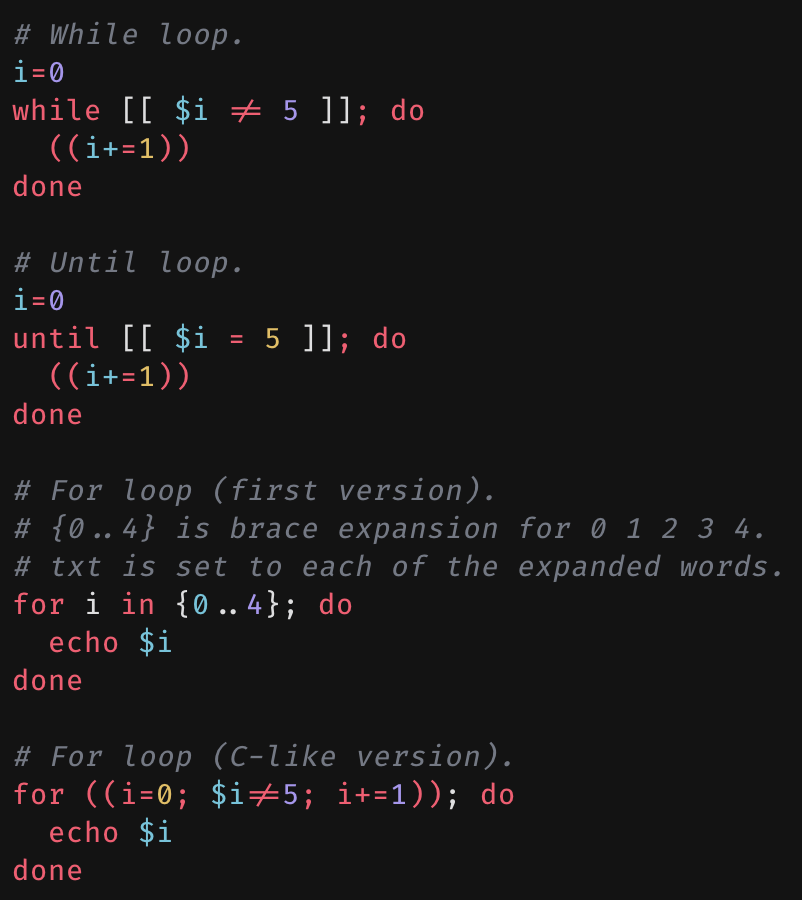 # While loop.
i=0
while [[ $i != 5 ]]; do
  ((i+=1))
done

# Until loop.
i=0
until [[ $i = 5 ]]; do
  ((i+=1))
done

# For loop (first version).
# {0..4} is brace expansion for 0 1 2 3 4.
# txt is set to each of the expanded words.
for i in {0..4}; do
  echo $i
done

# For loop (C-like version).
for ((i=0; $i!=5; i+=1)); do
  echo $i
done